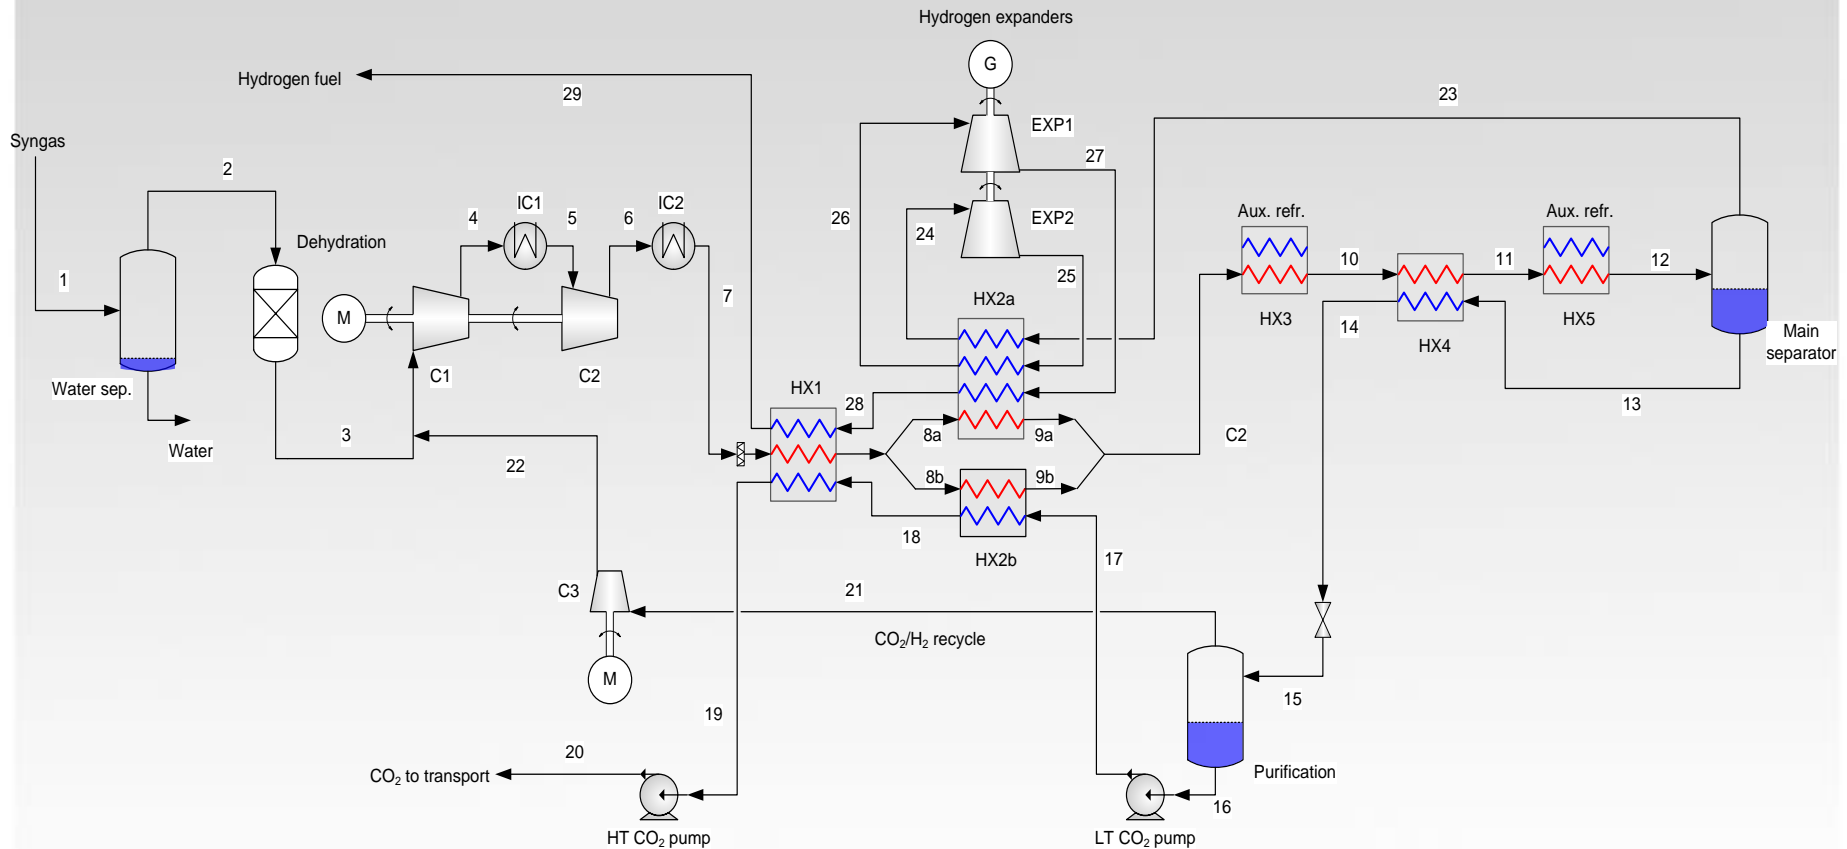 Hydrogen expanders
G
Hydrogen fuel
29
23
EXP1
Syngas
27
2
IC1
IC2
4
5
6
26
24
EXP2
Aux. refr.
Aux. refr.
Dehydration
25
10
11
12
1
7
HX2a
M
14
HX3
HX4
HX5
Main
separator
C1
C2
HX1
Water sep.
28
13
3
8a
9a
C2
Water
22
8b
9b
18
HX2b
17
C3
21
CO2/H2 recycle
M
15
19
20
CO2 to transport
Purification
16
HT CO2 pump
LT CO2 pump